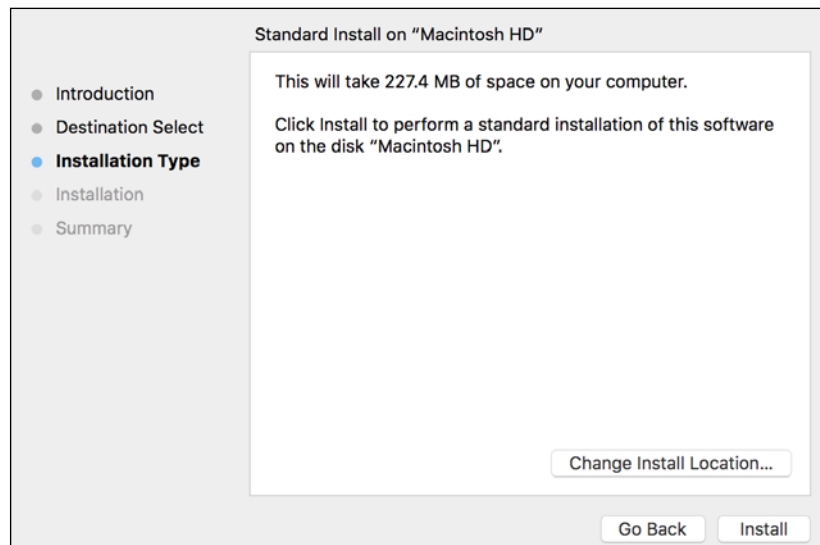 Standard Install on “Macintosh HD”
Introduction
Destination Select
Installation Type
Installation
Summary
This will take 227.4 MB of space on your computer.
Click Install to perform a standard installation of this software
on the disk “Macintosh HD”.
Change Install Location...
Go Back
Install